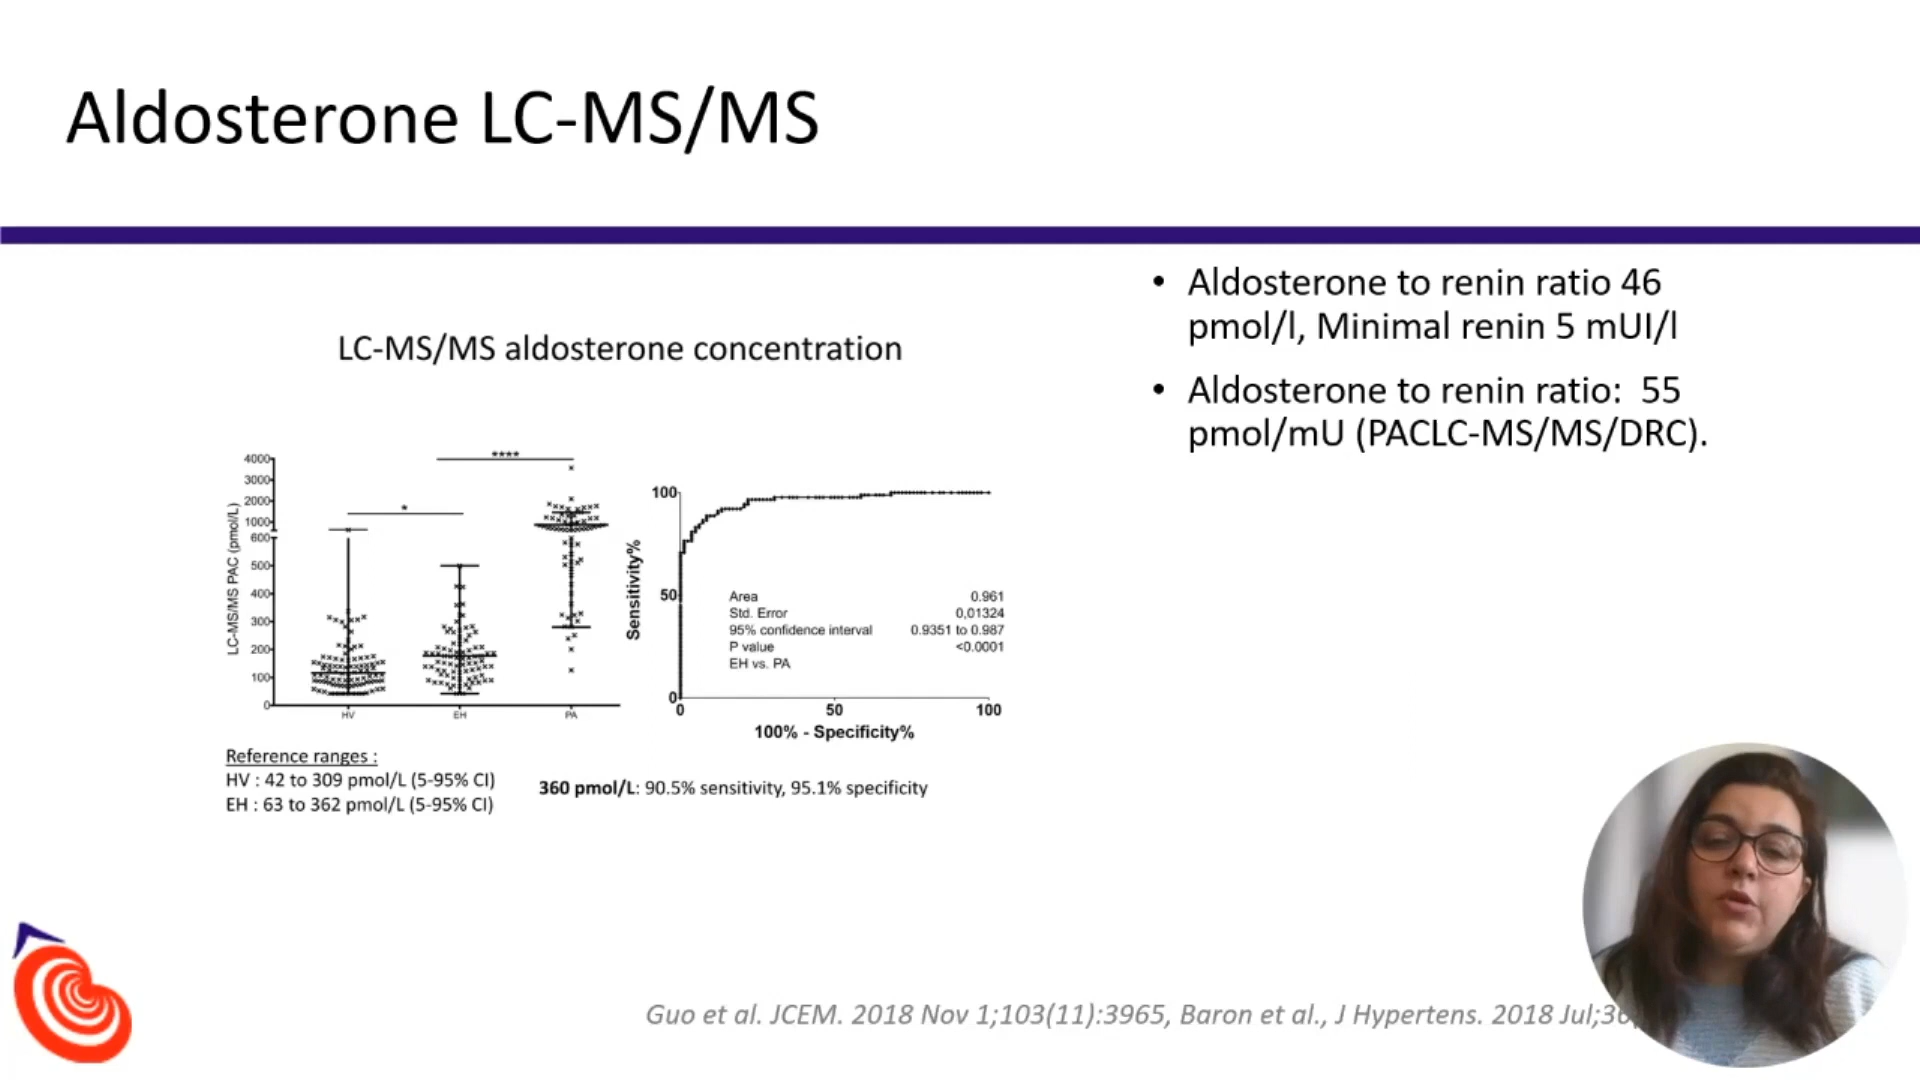 Aldosterone LC-MS/MS
• Aldosterone to renin ratio 46
pmol/l, Minimal renin 5 mUI/l
• Aldosterone to renin ratio:  55
pmol/mU (PACLC-MS/MS/DRC).
LC-MS/MS aldosterone concentration
LC-MS/MS PAC (pmol/L)
4000
3000
2000
1000
600
500
400
300
200
100
0
*
****
HV EH PA
Sensitivity%
100
50
0
Area 0.961
Std. Error 0,01324
95% confidence interval 0.9351 to 0.987
P value <0.0001
EH vs. PA
0 50 100
100% - Specificity%
Reference ranges :
HV : 42 to 309 pmol/L (5-95% CI)
EH : 63 to 362 pmol/L (5-95% CI)
360 pmol/L: 90.5% sensitivity, 95.1% specificity
Guo et al. JCEM. 2018 Nov 1;103(11):3965, Baron et al., J Hypertens. 2018 Jul;36